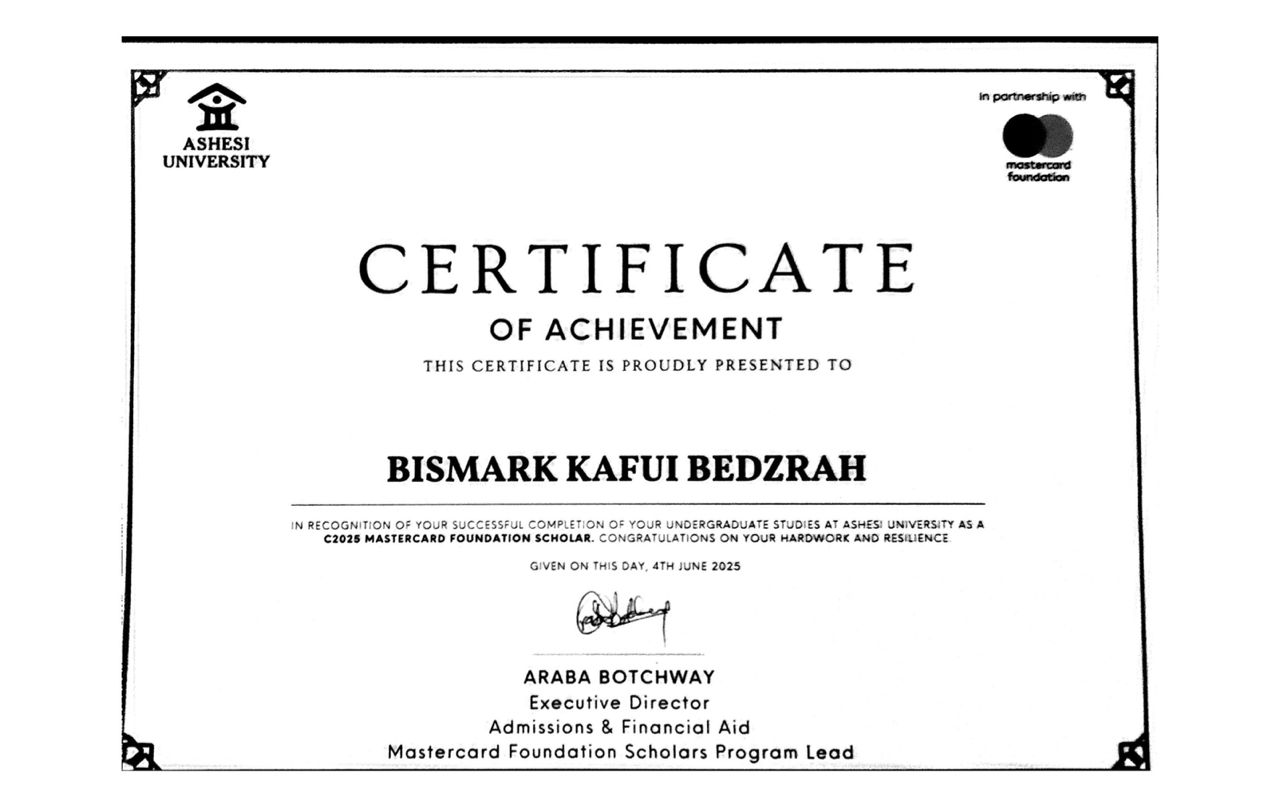 ASHESI
UNIVERSITY
in partnership with
mastercard
foundation
CERTIFICATE
OF ACHIEVEMENT
THIS CERTIFICATE IS PROUDLY PRESENTED TO
BISMARK KAFUI BEDZRAH
IN RECOGNITION OF YOUR SUCCESSFUL COMPLETION OF YOUR UNDERGRADUATE STUDIES AT ASHESI UNIVERSITY AS A
C2025 MASTERCARD FOUNDATION SCHOLAR. CONGRATULATIONS ON YOUR HARDWORK AND RESILIENCE.
GIVEN ON THIS DAY, 4TH JUNE 2025
ARABA BOTCHWAY
Executive Director
Admissions & Financial Aid
Mastercard Foundation Scholars Program Lead